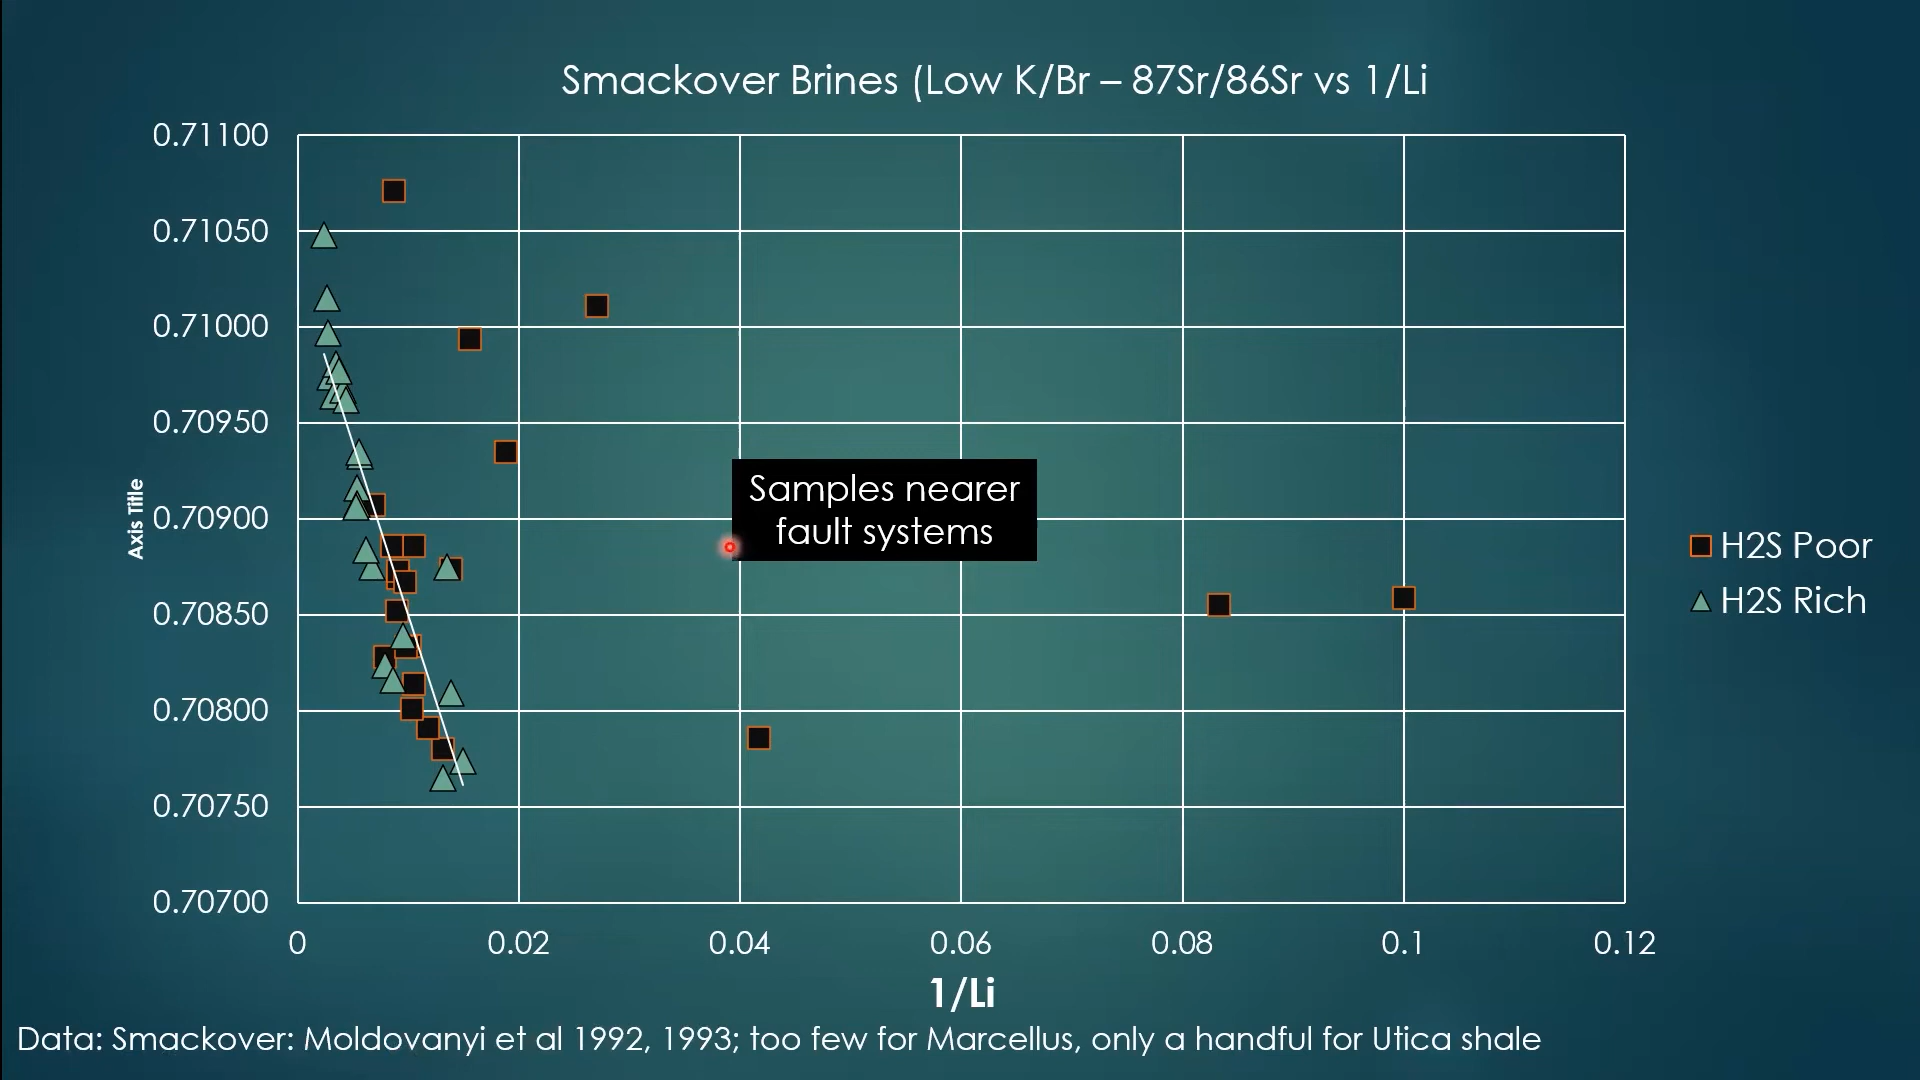 Smackover Brines (Low K/Br – 87Sr/86Sr vs 1/Li
0.71100
0.71050
0.71000
0.70950
0.70900
0.70850
0.70800
0.70750
0.70700
Axis Title
Samples nearer
fault systems
H2S Poor
H2S Rich
0 0.02 0.04 0.06 0.08 0.1 0.12
1/Li
Data: Smackover: Moldovanyi et al 1992, 1993; too few for Marcellus, only a handful for Utica shale